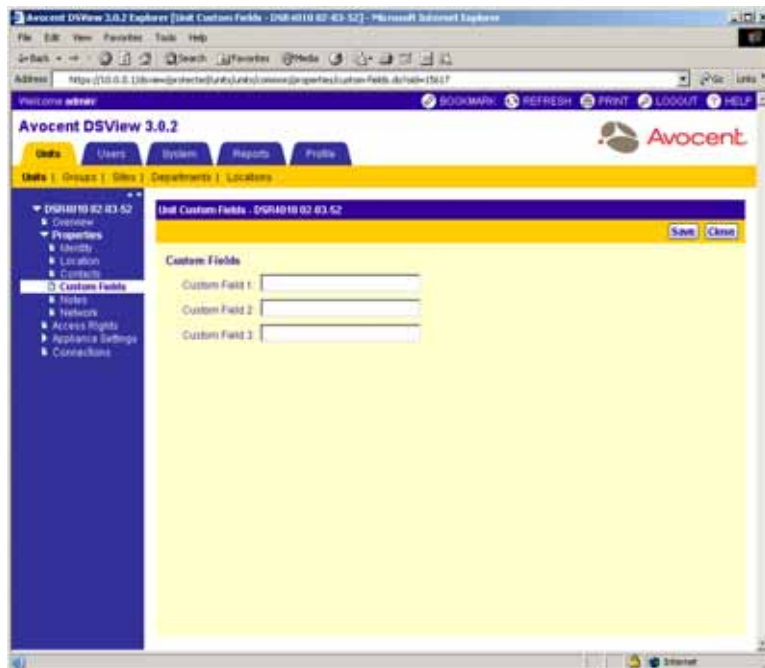 Avocent DSView 3.0.2 Explorer [Unit Custom Fields - DSR4010 02-03-52] - Microsoft Internet Explorer
File Edit View Favorites Tools Help
Back Search Favorites Media
Address Go Links
Welcome admin BOOKMARK REFRESH PRINT LOGOUT HELP
Avocent DSView 3.0.2
Avocent
Units Users System Reports Profile
Units | Groups | Sites | Departments | Locations
DSR4010 02-03-52
Unit Custom Fields - DSR4010 02-03-52
Overview
Save Close
Properties
Identity
Location
Contacts
Custom Fields
Notes
Network
Access Rights
Appliance Settings
Connections
Custom Fields
Custom Field 1
Custom Field 2
Custom Field 3
Internet